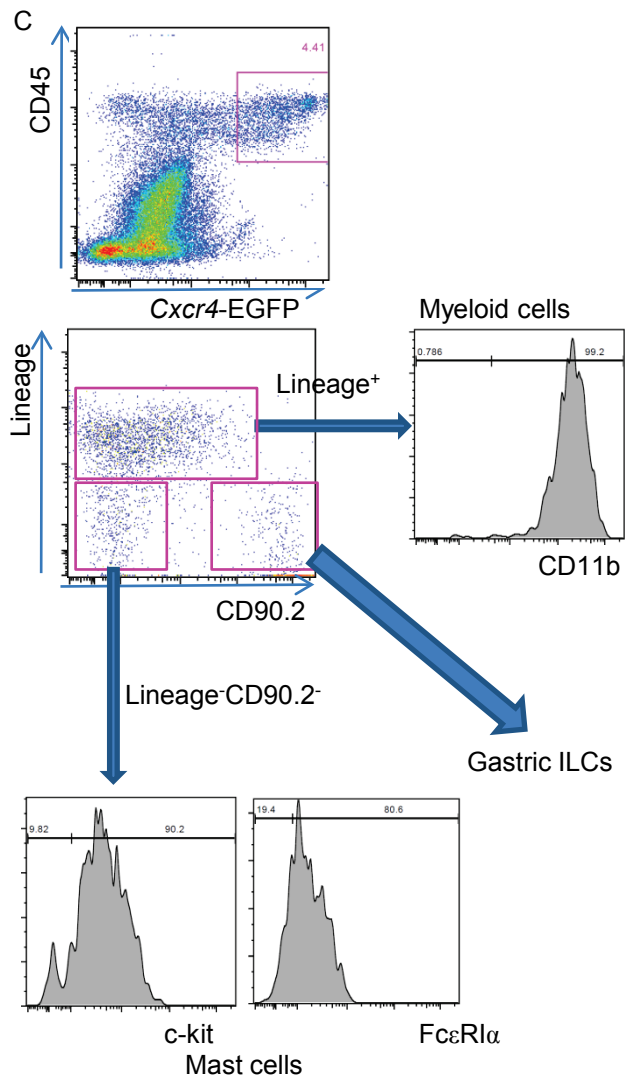 C
4.41
CD45
Cxcr4-EGFP
Myeloid cells
Lineage
Lineage⁺
0.786 99.2
CD11b
CD90.2
Lineage⁻CD90.2⁻
Gastric ILCs
9.82 90.2
19.4 80.6
c-kit
FcεRIα
Mast cells